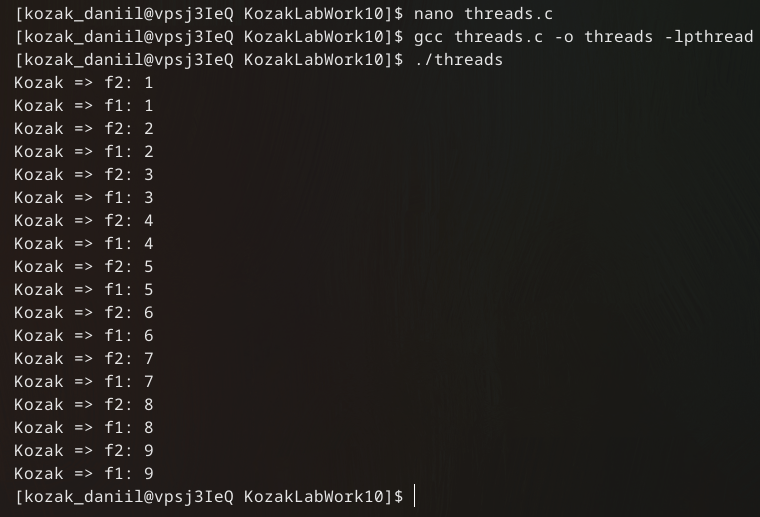 [kozak_daniil@vpsj3IeQ KozakLabWork10]$ nano threads.c
[kozak_daniil@vpsj3IeQ KozakLabWork10]$ gcc threads.c -o threads -lpthread
[kozak_daniil@vpsj3IeQ KozakLabWork10]$ ./threads
Kozak => f2: 1
Kozak => f1: 1
Kozak => f2: 2
Kozak => f1: 2
Kozak => f2: 3
Kozak => f1: 3
Kozak => f2: 4
Kozak => f1: 4
Kozak => f2: 5
Kozak => f1: 5
Kozak => f2: 6
Kozak => f1: 6
Kozak => f2: 7
Kozak => f1: 7
Kozak => f2: 8
Kozak => f1: 8
Kozak => f2: 9
Kozak => f1: 9
[kozak_daniil@vpsj3IeQ KozakLabWork10]$